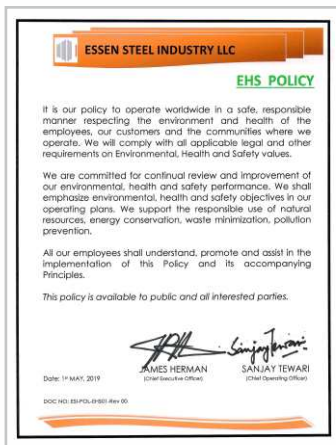 ESSEN STEEL INDUSTRY LLC
EHS POLICY
It is our policy to operate worldwide in a safe, responsible
manner respecting the environment and health of the
employees, our customers and the communities where we
operate. We will comply with all applicable legal and other
requirements on Environmental, Health and Safety values.
We are committed for continual review and improvement of
our environmental, health and safety performance. We shall
emphasize environmental, health and safety objectives in our
operating plans. We support the responsible use of natural
resources, energy conservation, waste minimization, pollution
prevention.
All our employees shall understand, promote and assist in the
implementation of this Policy and its accompanying
Principles.
This policy is available to public and all interested parties.
Sanjay Tewari
JAMES HERMAN SANJAY TEWARI
Date: 1st MAY, 2019 (Chief Executive Officer) (Chief Operating Officer)
DOC NO: ESI-POL-EHS01-Rev 00